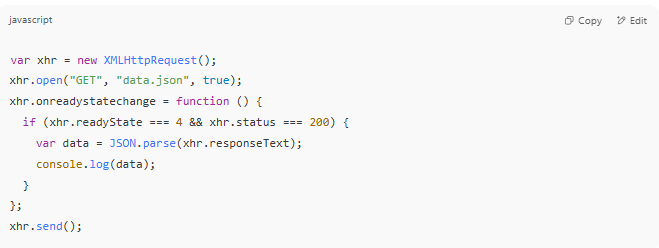 javascript
Copy
Edit
var xhr = new XMLHttpRequest();
xhr.open("GET", "data.json", true);
xhr.onreadystatechange = function () {
  if (xhr.readyState === 4 && xhr.status === 200) {
    var data = JSON.parse(xhr.responseText);
    console.log(data);
  }
};
xhr.send();